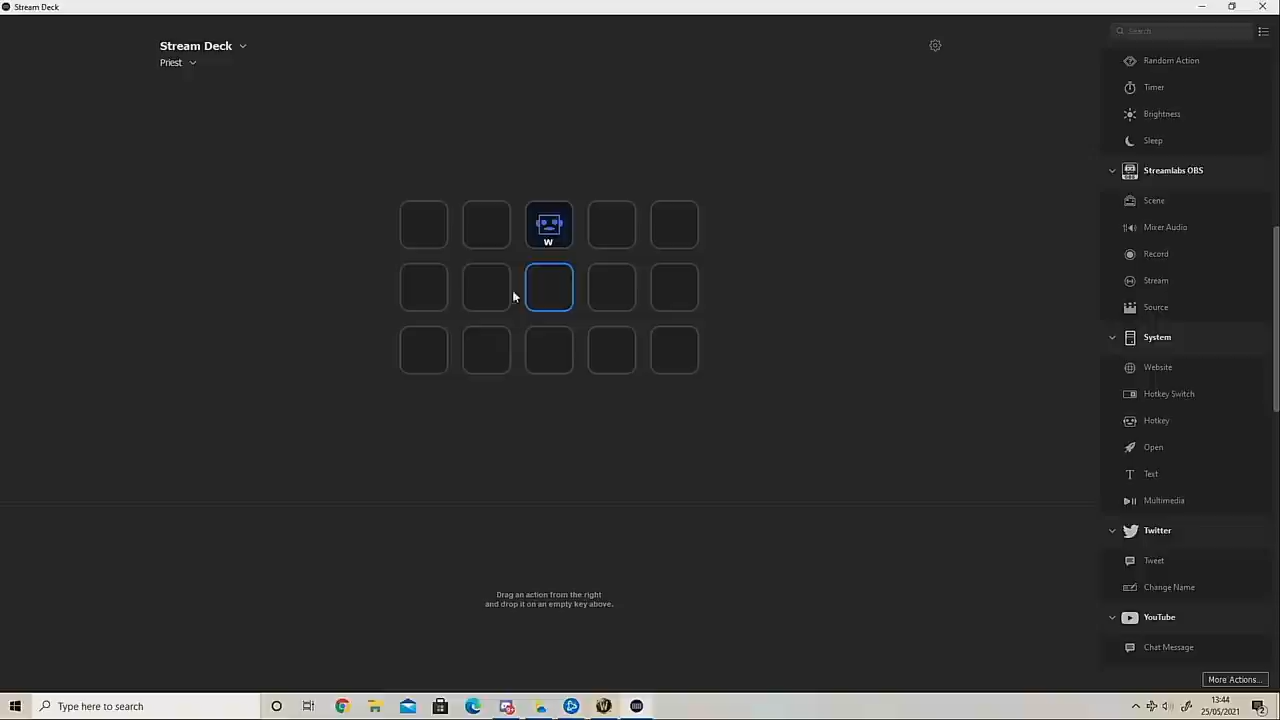 Stream Deck
Stream Deck
Priest
W
Drag an action from the right
and drop it on an empty key above.
Search
Random Action
Timer
Brightness
Sleep
Streamlabs OBS
Scene
Mixer Audio
Record
Stream
Source
System
Website
Hotkey Switch
Hotkey
Open
Text
Multimedia
Twitter
Tweet
Change Name
YouTube
Chat Message
More Actions...
Type here to search
13:44
25/05/2021
2